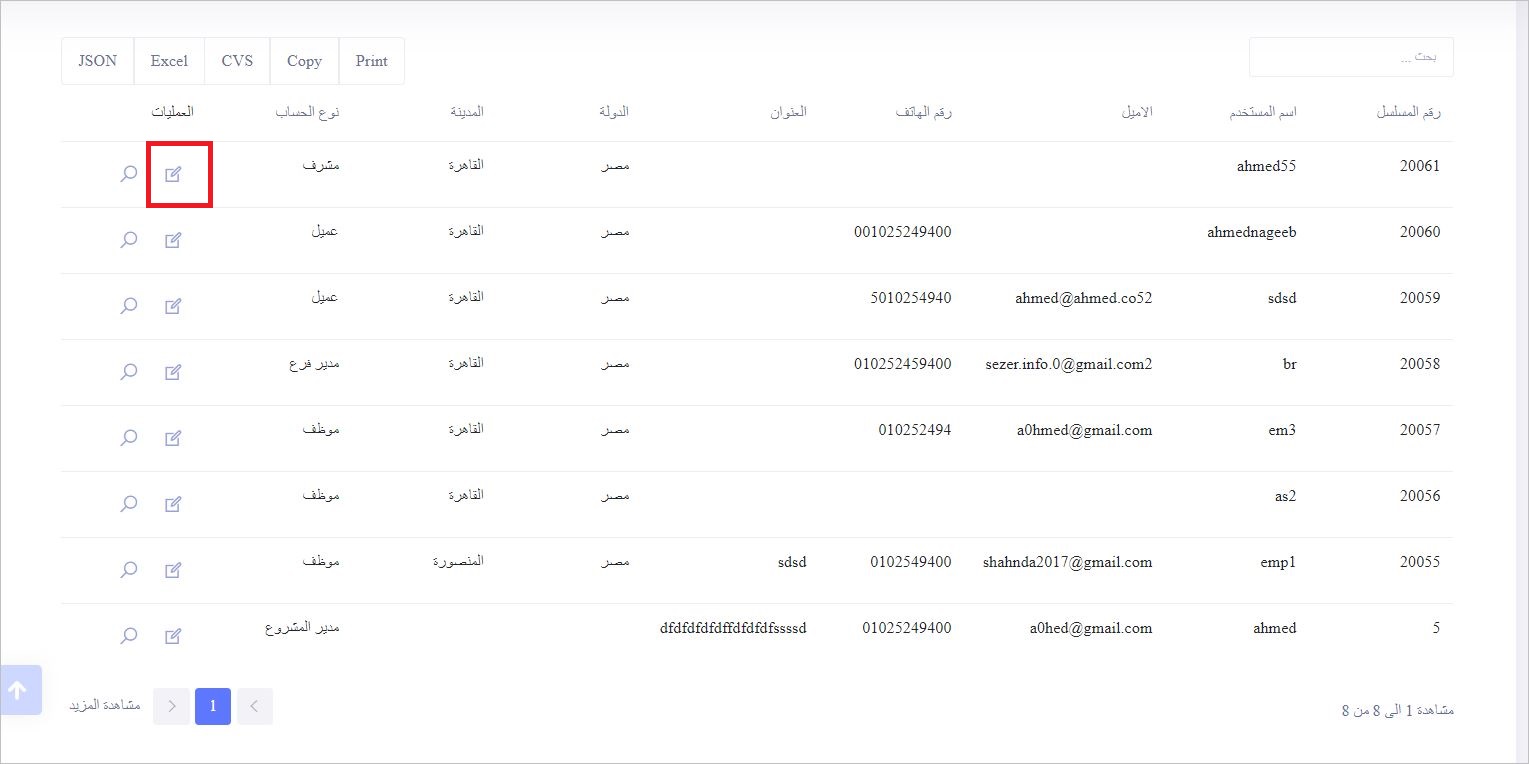 JSON Excel CVS Copy Print
بحث ...
رقم المسلسل اسم المستخدم الاميل رقم الهاتف العنوان الدولة المدينة نوع الحساب العمليات
20061 ahmed55 مصر القاهرة مشرف
20060 ahmednageeb 001025249400 مصر القاهرة عميل
20059 sdsd ahmed@ahmed.co52 5010254940 مصر القاهرة عميل
20058 br sezer.info.0@gmail.com2 010252459400 مصر القاهرة مدير فرع
20057 em3 a0hmed@gmail.com 010252494 مصر القاهرة موظف
20056 as2 مصر القاهرة موظف
20055 emp1 shahnda2017@gmail.com 0102549400 sdsd مصر المنصورة موظف
5 ahmed a0hed@gmail.com 01025249400 dfdfdfdfdffdfdfdfssssd مدير المشروع
مشاهدة 1 الى 8 من 8
1
مشاهدة المزيد